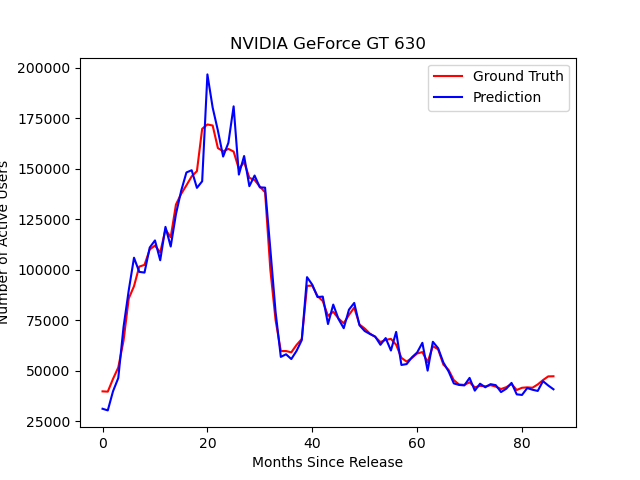 NVIDIA GeForce GT 630
Ground Truth
Prediction
200000
175000
150000
125000
100000
75000
50000
25000
Number of Active Users
0 20 40 60 80
Months Since Release